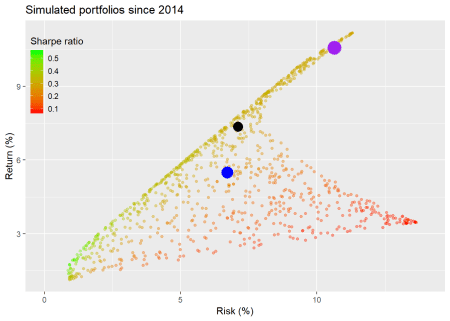 Simulated portfolios since 2014
Sharpe ratio
0.5
0.4
0.3
0.2
0.1
Return (%)
9
6
3
0
5
10
Risk (%)